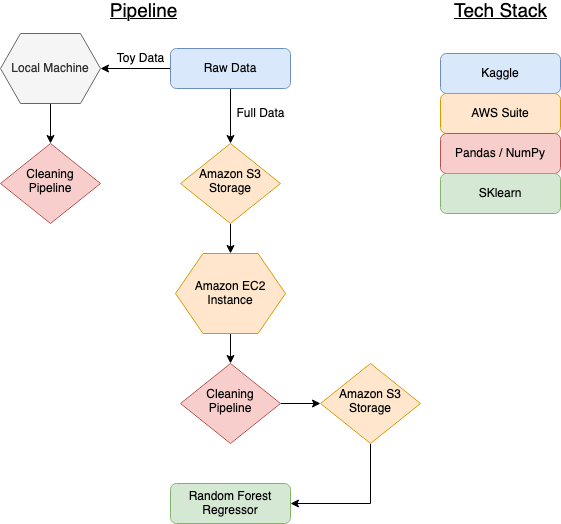 Pipeline
Tech Stack
Toy Data
Local Machine
Raw Data
Kaggle
Full Data
AWS Suite
Cleaning
Pipeline
Amazon S3
Storage
Pandas / NumPy
SKlearn
Amazon EC2
Instance
Cleaning
Pipeline
Amazon S3
Storage
Random Forest
Regressor